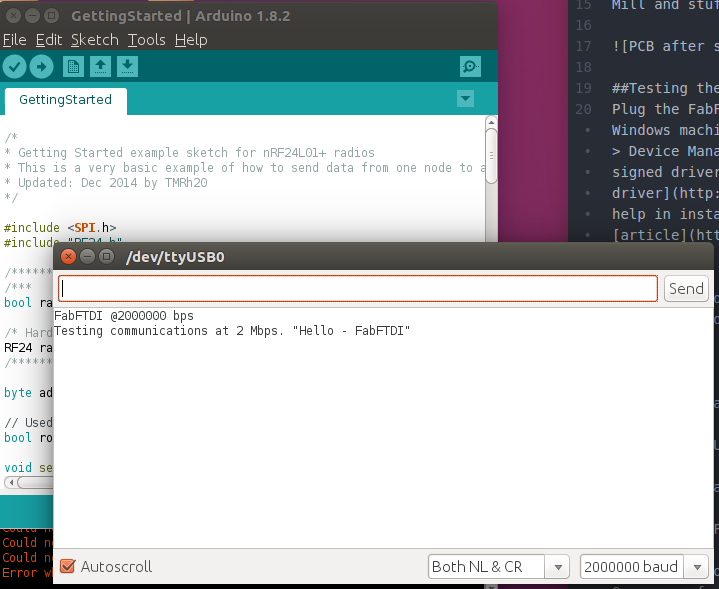 GettingStarted | Arduino 1.8.2
File Edit Sketch Tools Help
GettingStarted
/*
* Getting Started example sketch for nRF24L01+ radios
* This is a very basic example of how to send data from one node to a
* Updated: Dec 2014 by TMRh20
*/
#include <SPI.h>
#include "RF24.h"
/*******
/***
bool ra
/* Hard
RF24 ra
/*******
byte ad
// Used
bool ro
void se
Could no
Could no
Could no
Error wh
/dev/ttyUSB0
Send
FabFTDI @2000000 bps
Testing communications at 2 Mbps. "Hello - FabFTDI"
Autoscroll
Both NL & CR
2000000 baud
15 Mill and stuf
16
17 ![PCB after s
18
19 ##Testing the
20 Plug the FabF
Windows machi
> Device Mana
signed driver
driver](http:
help in insta
[article](htt